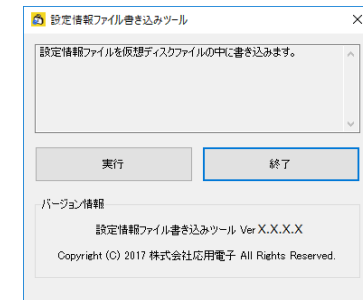 設定情報ファイル書き込みツール
設定情報ファイルを仮想ディスクファイルの中に書き込みます。
実行
終了
バージョン情報
設定情報ファイル書き込みツール Ver X.X.X.X
Copyright (C) 2017 株式会社応用電子 All Rights Reserved.